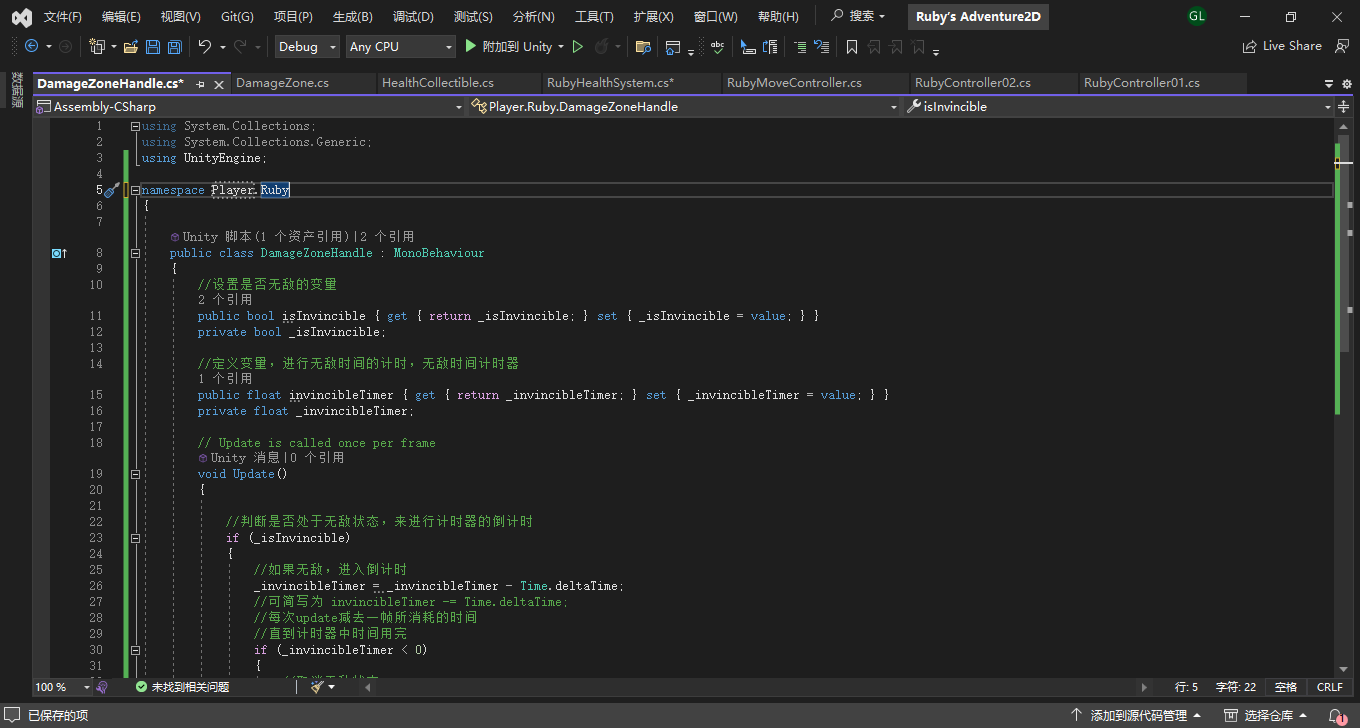 文件(F) 编辑(E) 视图(V) Git(G) 项目(P) 生成(B) 调试(D) 测试(S) 分析(N) 工具(T) 扩展(X) 窗口(W) 帮助(H) 搜索 Ruby's Adventure2D GL
Debug Any CPU 附加到 Unity abc Live Share
数据源
DamageZoneHandle.cs* DamageZone.cs HealthCollectible.cs RubyHealthSystem.cs* RubyMoveController.cs RubyController02.cs RubyController01.cs
Assembly-CSharp Player.Ruby.DamageZoneHandle isInvincible
1 using System.Collections;
2 using System.Collections.Generic;
3 using UnityEngine;
4
5 namespace Player.Ruby
6 {
7
Unity 脚本(1 个资产引用)|2 个引用
8 public class DamageZoneHandle : MonoBehaviour
9 {
10 //设置是否无敌的变量
2 个引用
11 public bool isInvincible { get { return _isInvincible; } set { _isInvincible = value; } }
12 private bool _isInvincible;
13
14 //定义变量，进行无敌时间的计时，无敌时间计时器
1 个引用
15 public float invincibleTimer { get { return _invincibleTimer; } set { _invincibleTimer = value; } }
16 private float _invincibleTimer;
17
18 // Update is called once per frame
Unity 消息|0 个引用
19 void Update()
20 {
21
22 //判断是否处于无敌状态，来进行计时器的倒计时
23 if (_isInvincible)
24 {
25 //如果无敌，进入倒计时
26 _invincibleTimer = _invincibleTimer - Time.deltaTime;
27 //可简写为 invincibleTimer -= Time.deltaTime;
28 //每次update减去一帧所消耗的时间
29 //直到计时器中时间用完
30 if (_invincibleTimer < 0)
31 {
100 % 未找到相关问题 行: 5 字符: 22 空格 CRLF
已保存的项 添加到源代码管理 选择仓库 1